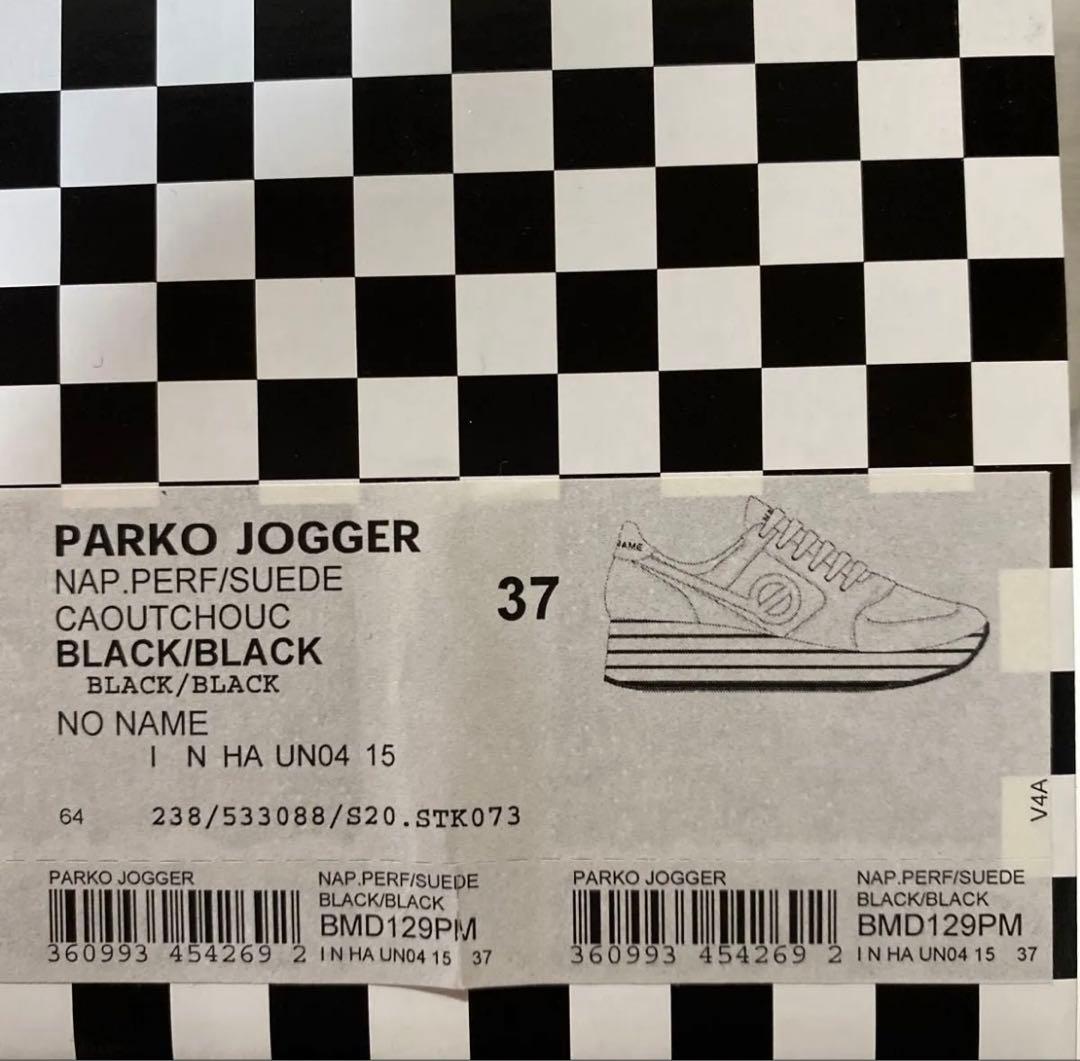 PARKO JOGGER
NAP.PERF/SUEDE
CAOUTCHOUC
BLACK/BLACK
BLACK/BLACK
NO NAME
I N HA UN04 15
37
NAME
64 238/533088/S20.STK073
V4A
PARKO JOGGER
360993 454269 2
NAP.PERF/SUEDE
BLACK/BLACK
BMD129PM
I N HA UN04 15 37
PARKO JOGGER
360993 454269 2
NAP.PERF/SUEDE
BLACK/BLACK
BMD129PM
I N HA UN04 15 37